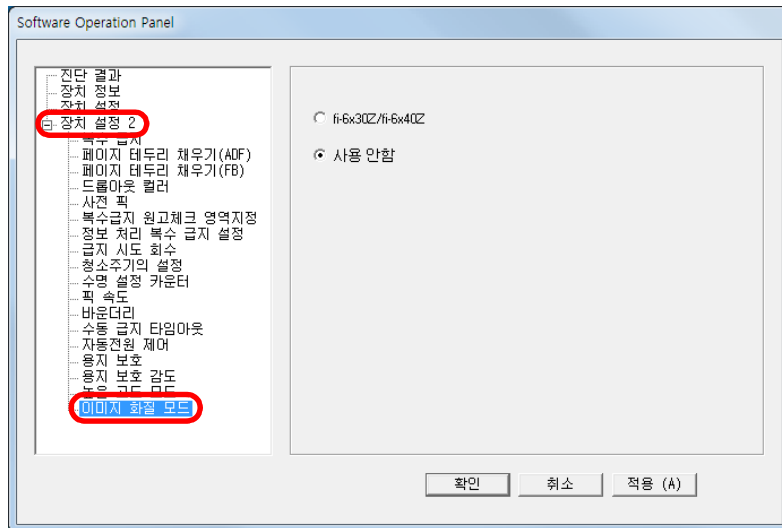 Software Operation Panel
진단 결과
장치 정보
장치 설정
장치 설정 2
복수 급지
페이지 테두리 채우기(ADF)
페이지 테두리 채우기(FB)
드롭아웃 컬러
사전 픽
복수급지 원고체크 영역지정
정보 처리 복수 급지 설정
급지 시도 회수
청소주기의 설정
수명 설정 카운터
픽 속도
바운더리
수동 급지 타임아웃
자동전원 제어
용지 보호
용지 보호 감도
높은 고도 모드
이미지 화질 모드
fi-6x30Z/fi-6x40Z
사용 안함
확인
취소
적용 (A)